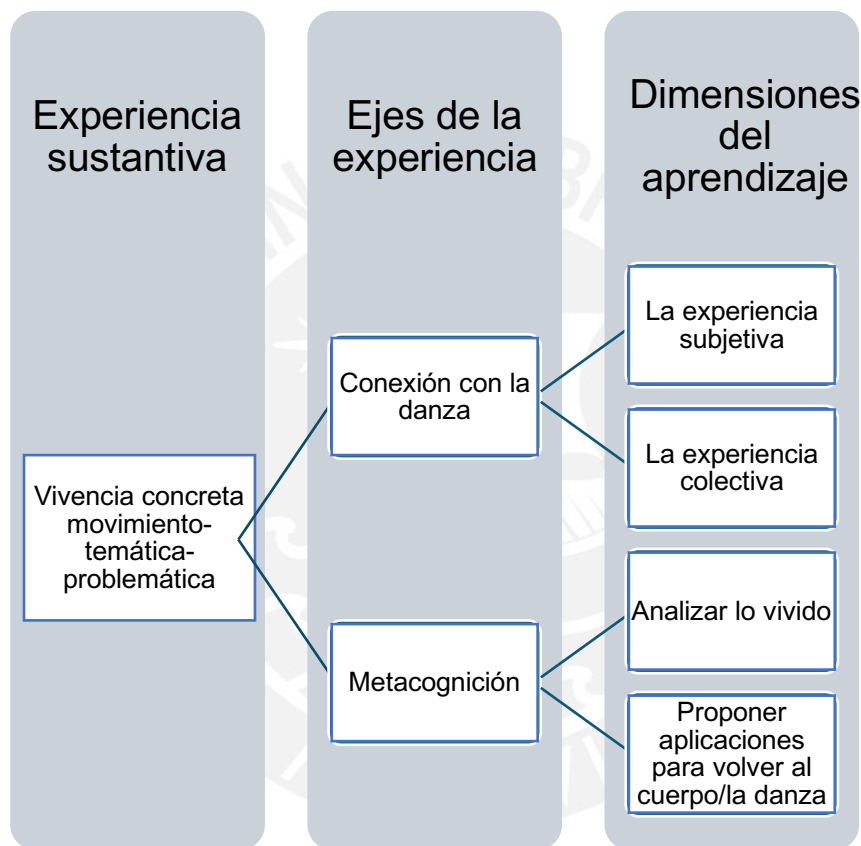 Experiencia
sustantiva
Ejes de la
experiencia
Dimensiones
del
aprendizaje
Vivencia concreta
movimiento-
temática-
problemática
Conexión con la
danza
Metacognición
La experiencia
subjetiva
La experiencia
colectiva
Analizar lo vivido
Proponer
aplicaciones
para volver al
cuerpo/la danza